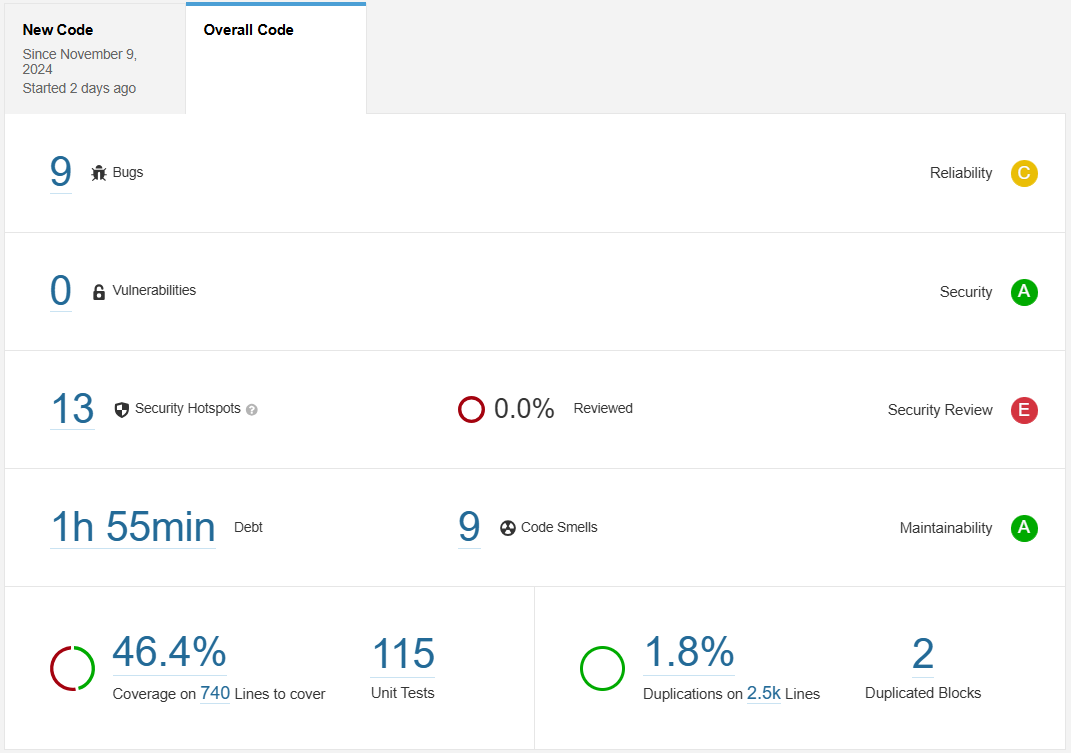 New Code
Since November 9,
2024
Started 2 days ago
Overall Code
9 Bugs
Reliability C
0 Vulnerabilities
Security A
13 Security Hotspots ?
0.0% Reviewed
Security Review E
1h 55min Debt
9 Code Smells
Maintainability A
46.4%
Coverage on 740 Lines to cover
115
Unit Tests
1.8%
Duplications on 2.5k Lines
2
Duplicated Blocks